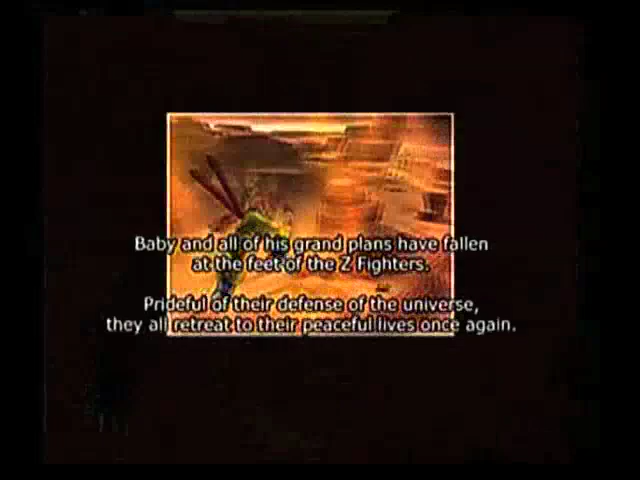 Baby and all of his grand plans have fallen
at the feet of the Z Fighters.
Prideful of their defense of the universe,
they all retreat to their peaceful lives once again.